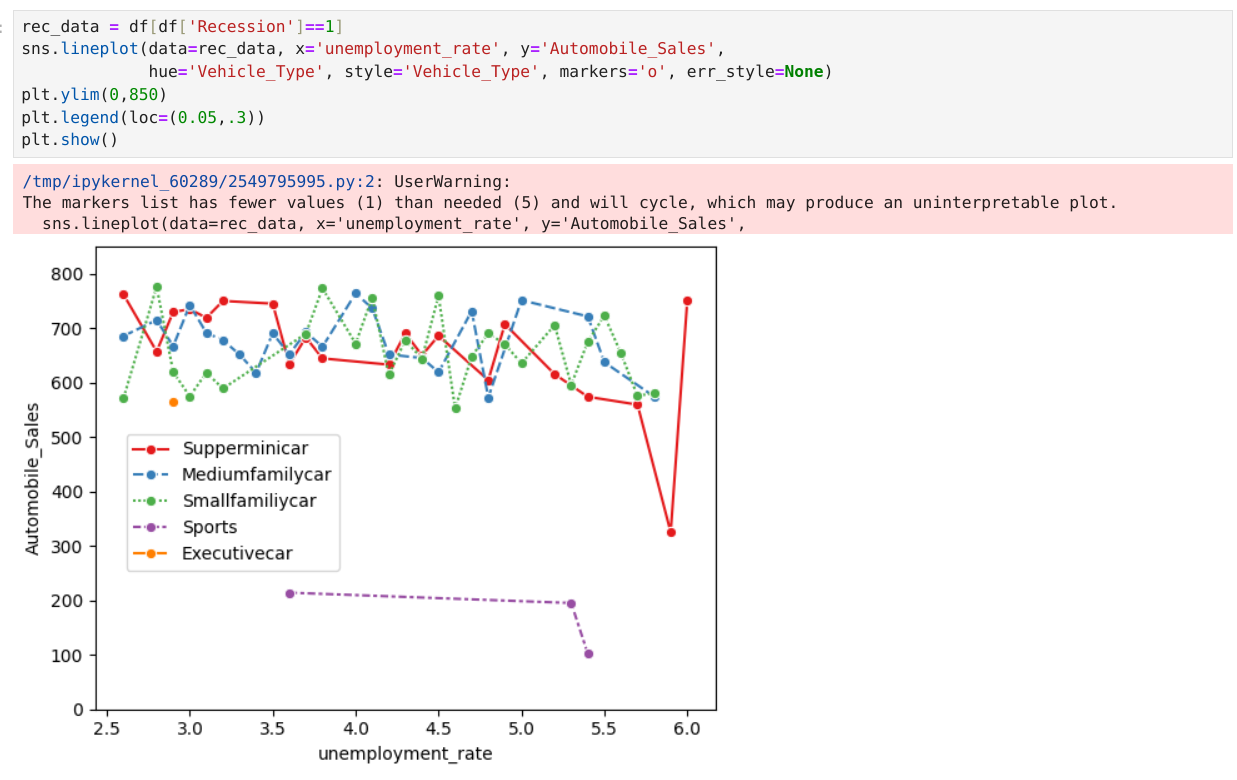 rec_data = df[df['Recession']==1]
sns.lineplot(data=rec_data, x='unemployment_rate', y='Automobile_Sales',
             hue='Vehicle_Type', style='Vehicle_Type', markers='o', err_style=None)
plt.ylim(0,850)
plt.legend(loc=(0.05,.3))
plt.show()
/tmp/ipykernel_60289/2549795995.py:2: UserWarning:
The markers list has fewer values (1) than needed (5) and will cycle, which may produce an uninterpretable plot.
  sns.lineplot(data=rec_data, x='unemployment_rate', y='Automobile_Sales',
800
700
600
500
400
300
200
100
0
Automobile_Sales
Supperminicar
Mediumfamilycar
Smallfamiliycar
Sports
Executivecar
2.5 3.0 3.5 4.0 4.5 5.0 5.5 6.0
unemployment_rate